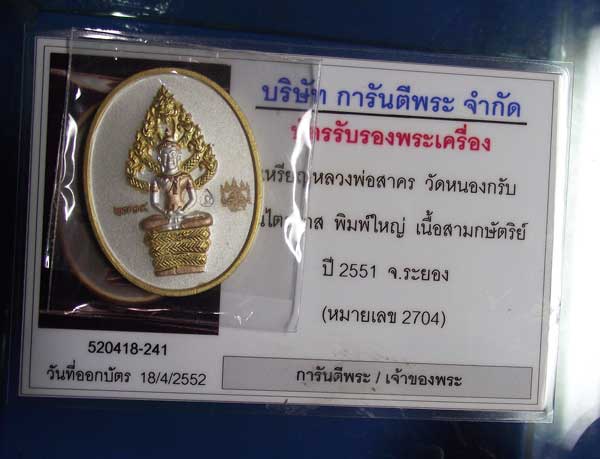 บริษัท การันตีพระ จำกัด
บัตรรับรองพระเครื่อง
เหรียญหลวงพ่อสาคร วัดหนองกรับ
พิมพ์ใหญ่ เนื้อสามกษัตริย์
ปี 2551 จ.ระยอง
(หมายเลข 2704)
520418-241
วันที่ออกบัตร 18/4/2552
การันตีพระ / เจ้าของพระ